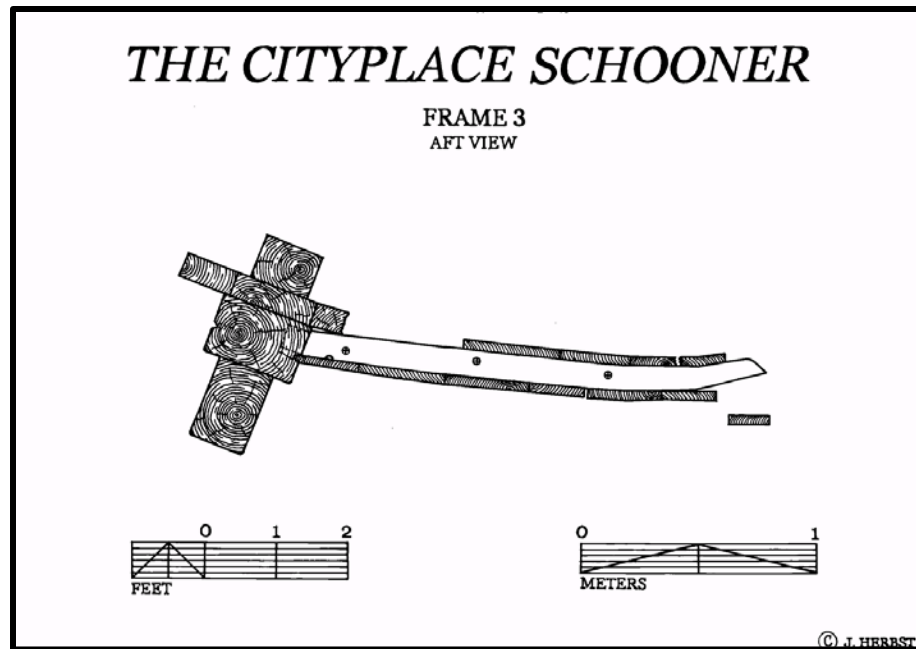 THE CITYPLACE SCHOONER
FRAME 3
AFT VIEW
0 1 2
FEET
0 1
METERS
© J. HERBST